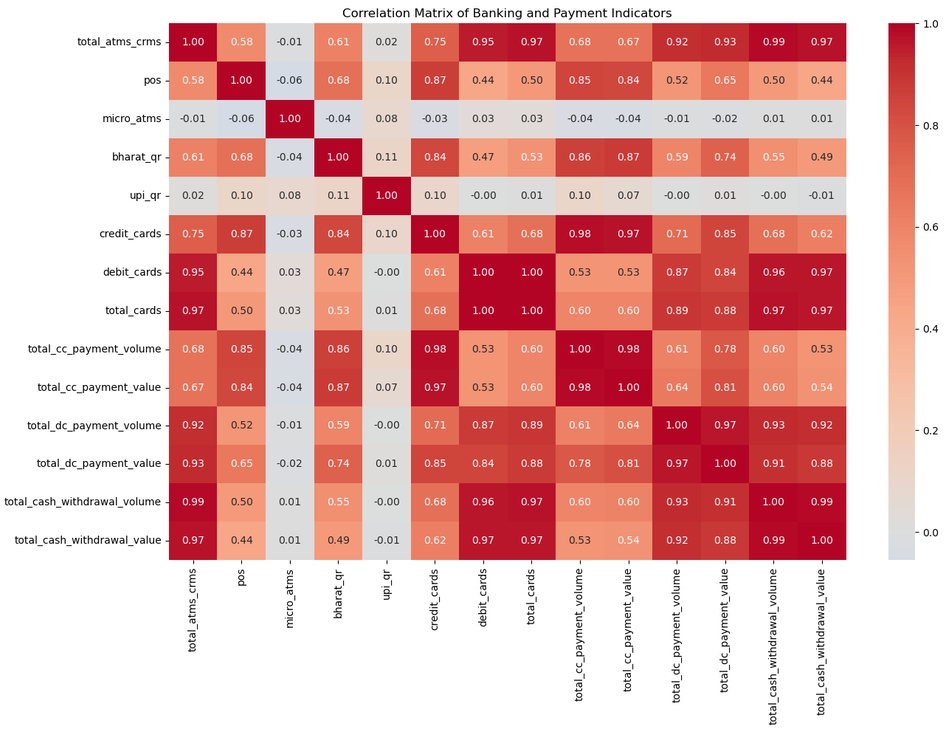 Correlation Matrix of Banking and Payment Indicators
total_atms_crms 1.00 0.58 -0.01 0.61 0.02 0.75 0.95 0.97 0.68 0.67 0.92 0.93 0.99 0.97
pos 0.58 1.00 -0.06 0.68 0.10 0.87 0.44 0.50 0.85 0.84 0.52 0.65 0.50 0.44
micro_atms -0.01 -0.06 1.00 -0.04 0.08 -0.03 0.03 0.03 -0.04 -0.04 -0.01 -0.02 0.01 0.01
bharat_qr 0.61 0.68 -0.04 1.00 0.11 0.84 0.47 0.53 0.86 0.87 0.59 0.74 0.55 0.49
upi_qr 0.02 0.10 0.08 0.11 1.00 0.10 -0.00 0.01 0.10 0.07 -0.00 0.01 -0.00 -0.01
credit_cards 0.75 0.87 -0.03 0.84 0.10 1.00 0.61 0.68 0.98 0.97 0.71 0.85 0.68 0.62
debit_cards 0.95 0.44 0.03 0.47 -0.00 0.61 1.00 1.00 0.53 0.53 0.87 0.84 0.96 0.97
total_cards 0.97 0.50 0.03 0.53 0.01 0.68 1.00 1.00 0.60 0.60 0.89 0.88 0.97 0.97
total_cc_payment_volume 0.68 0.85 -0.04 0.86 0.10 0.98 0.53 0.60 1.00 0.98 0.61 0.78 0.60 0.53
total_cc_payment_value 0.67 0.84 -0.04 0.87 0.07 0.97 0.53 0.60 0.98 1.00 0.64 0.81 0.60 0.54
total_dc_payment_volume 0.92 0.52 -0.01 0.59 -0.00 0.71 0.87 0.89 0.61 0.64 1.00 0.97 0.93 0.92
total_dc_payment_value 0.93 0.65 -0.02 0.74 0.01 0.85 0.84 0.88 0.78 0.81 0.97 1.00 0.91 0.88
total_cash_withdrawal_volume 0.99 0.50 0.01 0.55 -0.00 0.68 0.96 0.97 0.60 0.60 0.93 0.91 1.00 0.99
total_cash_withdrawal_value 0.97 0.44 0.01 0.49 -0.01 0.62 0.97 0.97 0.53 0.54 0.92 0.88 0.99 1.00
total_atms_crms
pos
micro_atms
bharat_qr
upi_qr
credit_cards
debit_cards
total_cards
total_cc_payment_volume
total_cc_payment_value
total_dc_payment_volume
total_dc_payment_value
total_cash_withdrawal_volume
total_cash_withdrawal_value
1.0
0.8
0.6
0.4
0.2
0.0